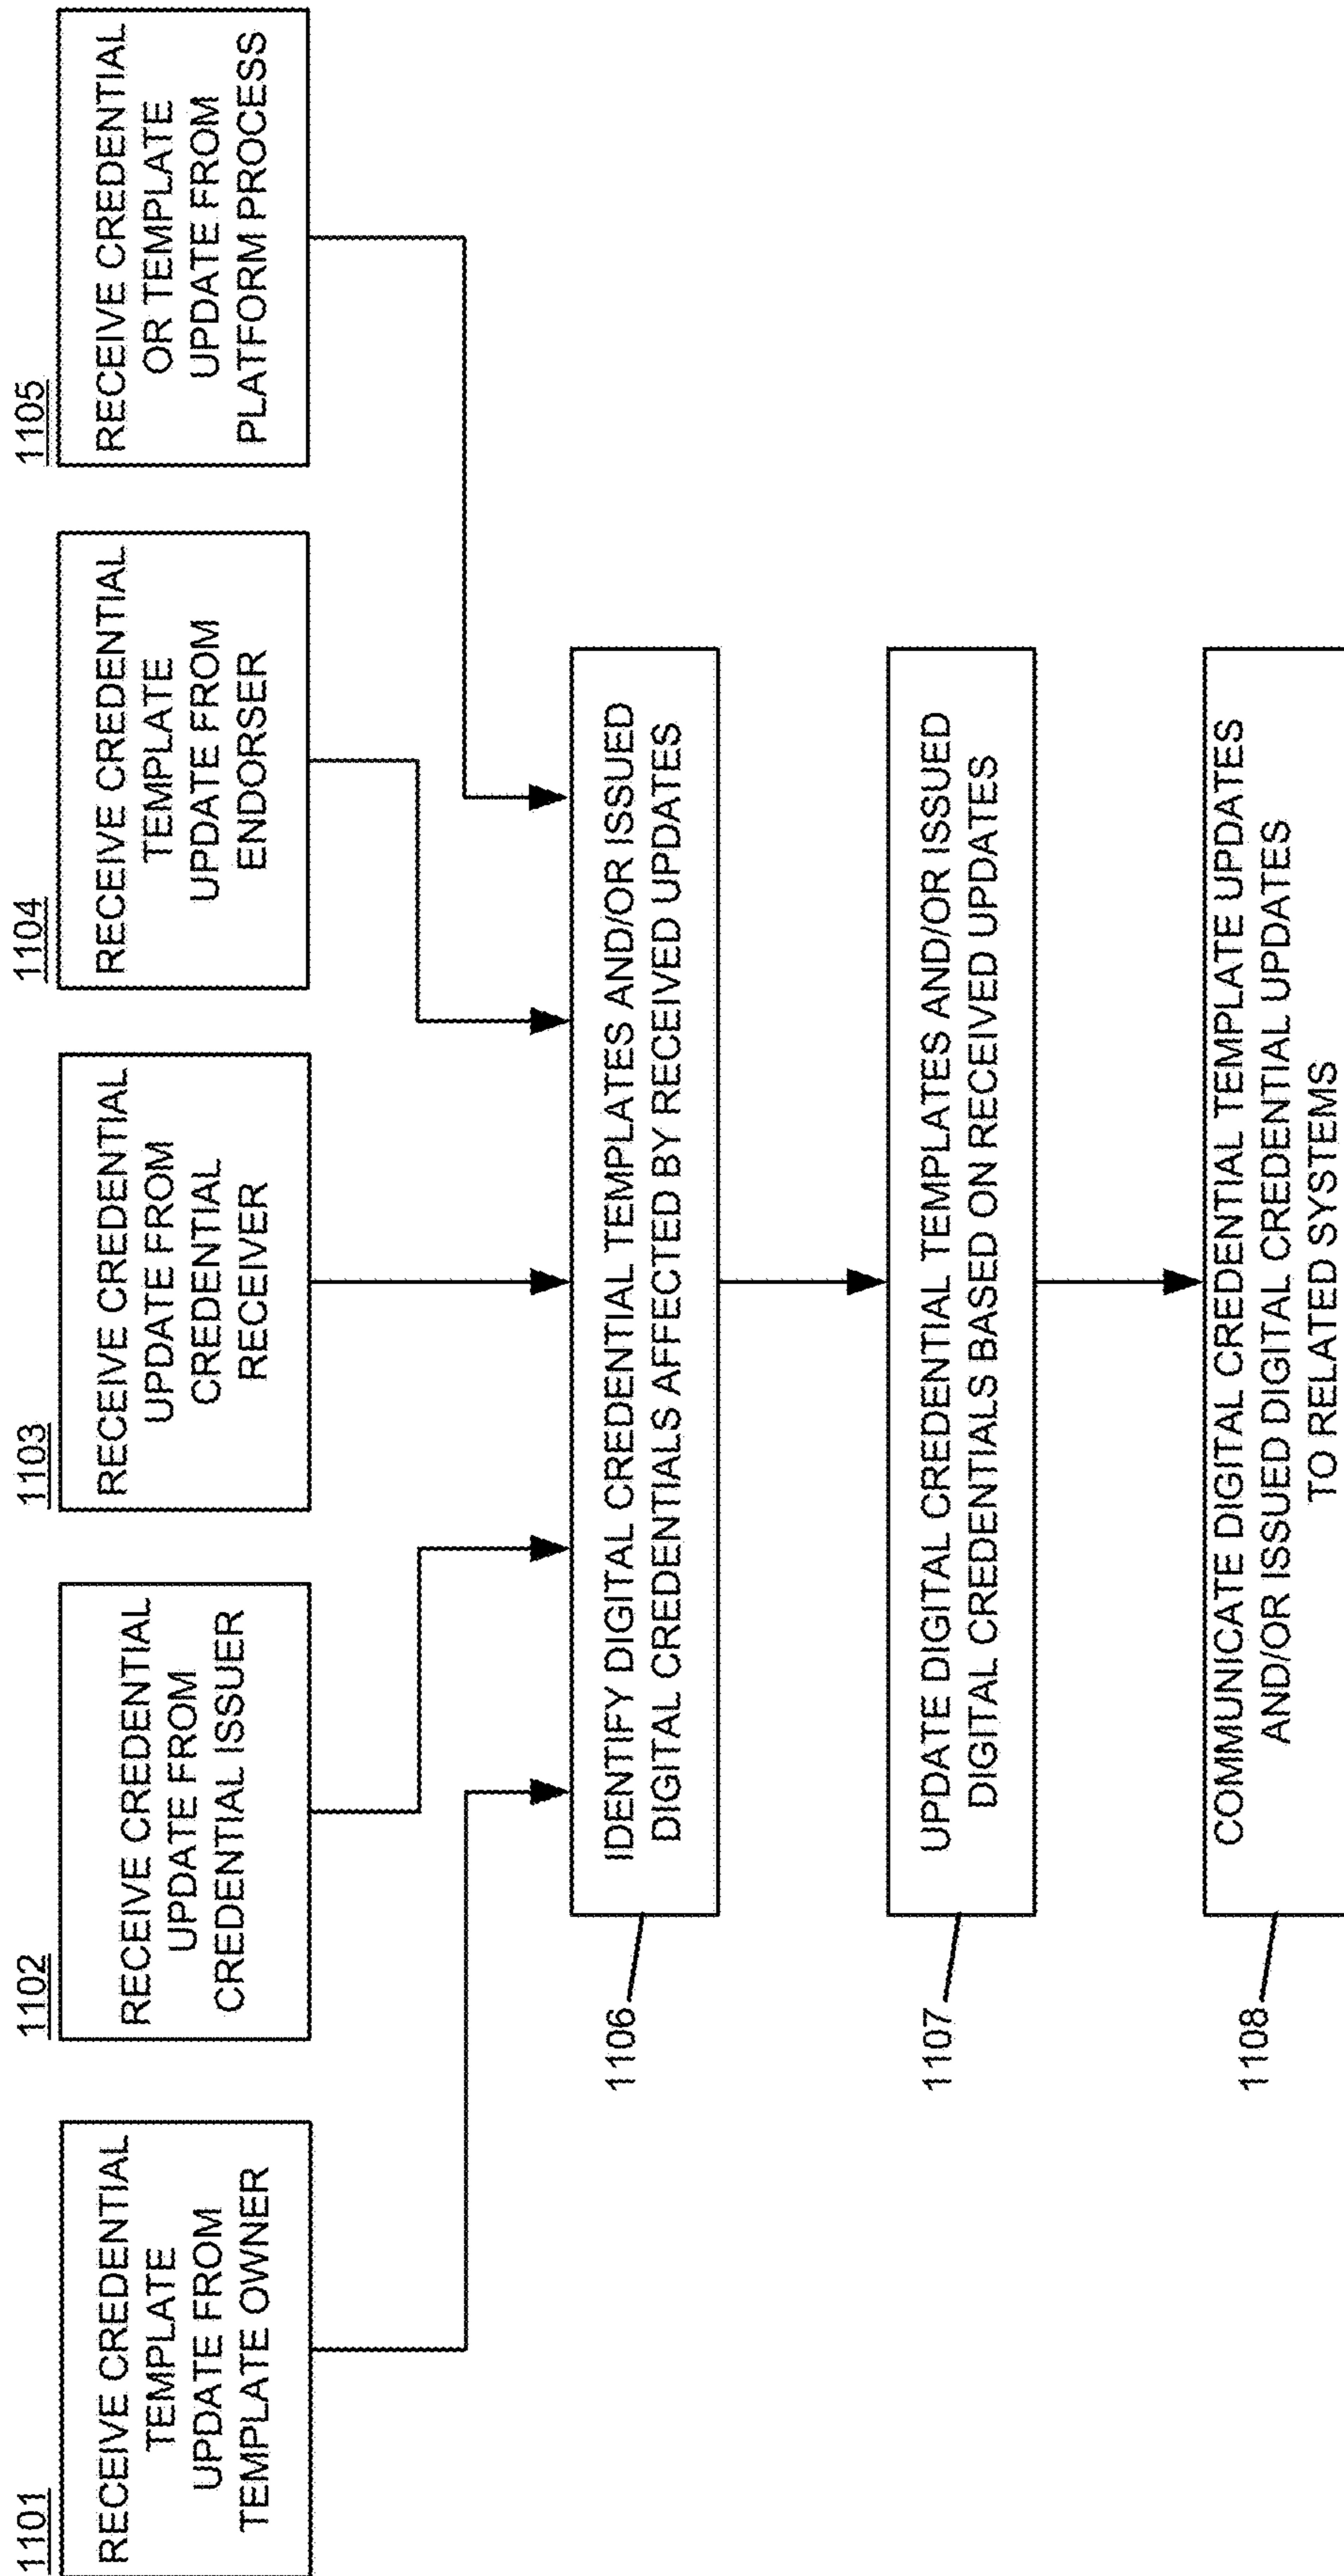 1101
RECEIVE CREDENTIAL
TEMPLATE
UPDATE FROM
TEMPLATE OWNER
1102
RECEIVE CREDENTIAL
UPDATE FROM
CREDENTIAL ISSUER
1103
RECEIVE CREDENTIAL
UPDATE FROM
CREDENTIAL
RECEIVER
1104
RECEIVE CREDENTIAL
TEMPLATE
UPDATE FROM
ENDORSER
1105
RECEIVE CREDENTIAL
OR TEMPLATE
UPDATE FROM
PLATFORM PROCESS
1106
IDENTIFY DIGITAL CREDENTIAL TEMPLATES AND/OR ISSUED
DIGITAL CREDENTIALS AFFECTED BY RECEIVED UPDATES
1107
UPDATE DIGITAL CREDENTIAL TEMPLATES AND/OR ISSUED
DIGITAL CREDENTIALS BASED ON RECEIVED UPDATES
1108
COMMUNICATE DIGITAL CREDENTIAL TEMPLATE UPDATES
AND/OR ISSUED DIGITAL CREDENTIAL UPDATES
TO RELATED SYSTEMS